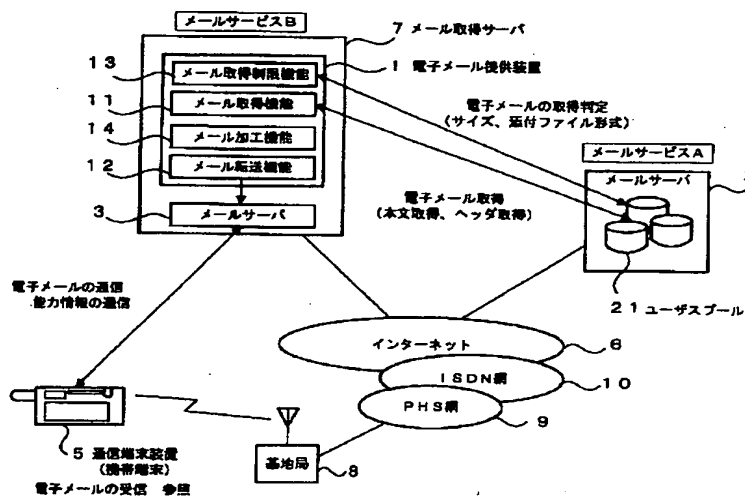 メールサービスB
7 メール取得サーバ
13
メール取得制限機能
1 電子メール提供装置
11
メール取得機能
14
メール加工機能
12
メール転送機能
3
メールサーバ
電子メールの取得判定
(サイズ、添付ファイル形式)
メールサービスA
メールサーバ
電子メール取得
(本文取得、ヘッダ取得)
21 ユーザスプール
電子メールの通信
能力情報の通信
インターネット
6
ISDN網
10
PHS網
9
5 通信端末装置
(携帯端末)
電子メールの受信 参照
基地局
8